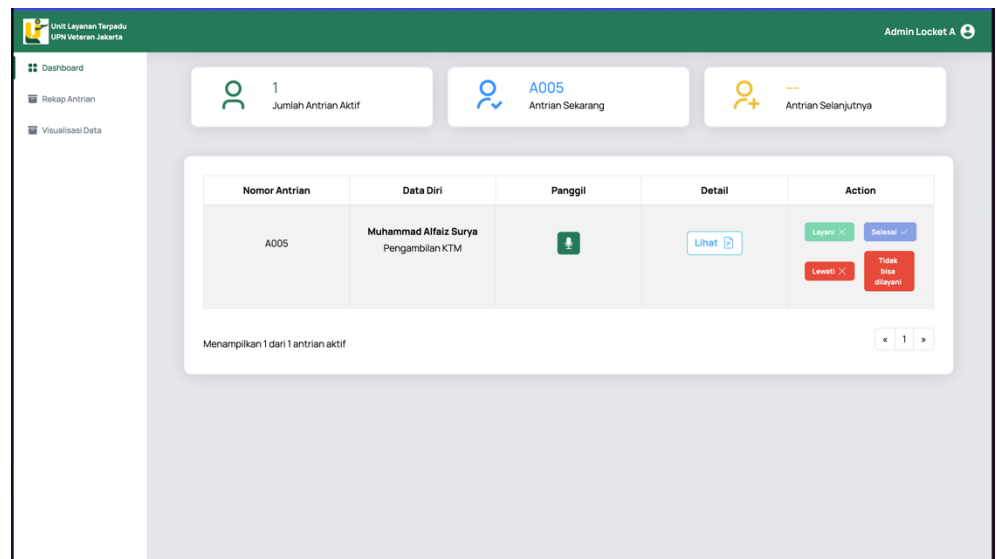 Unit Layanan Terpadu
UPN Veteran Jakarta
Admin Locket A
Dashboard
Rekap Antrian
Visualisasi Data
1
Jumlah Antrian Aktif
A005
Antrian Sekarang
--
Antrian Selanjutnya
Nomor Antrian Data Diri Panggil Detail Action
A005
Muhammad Alfaiz Surya
Pengambilan KTM
Lihat
Layani
Selesai
Lewati
Tidak
bisa
dilayani
Menampilkan 1 dari 1 antrian aktif
« 1 »